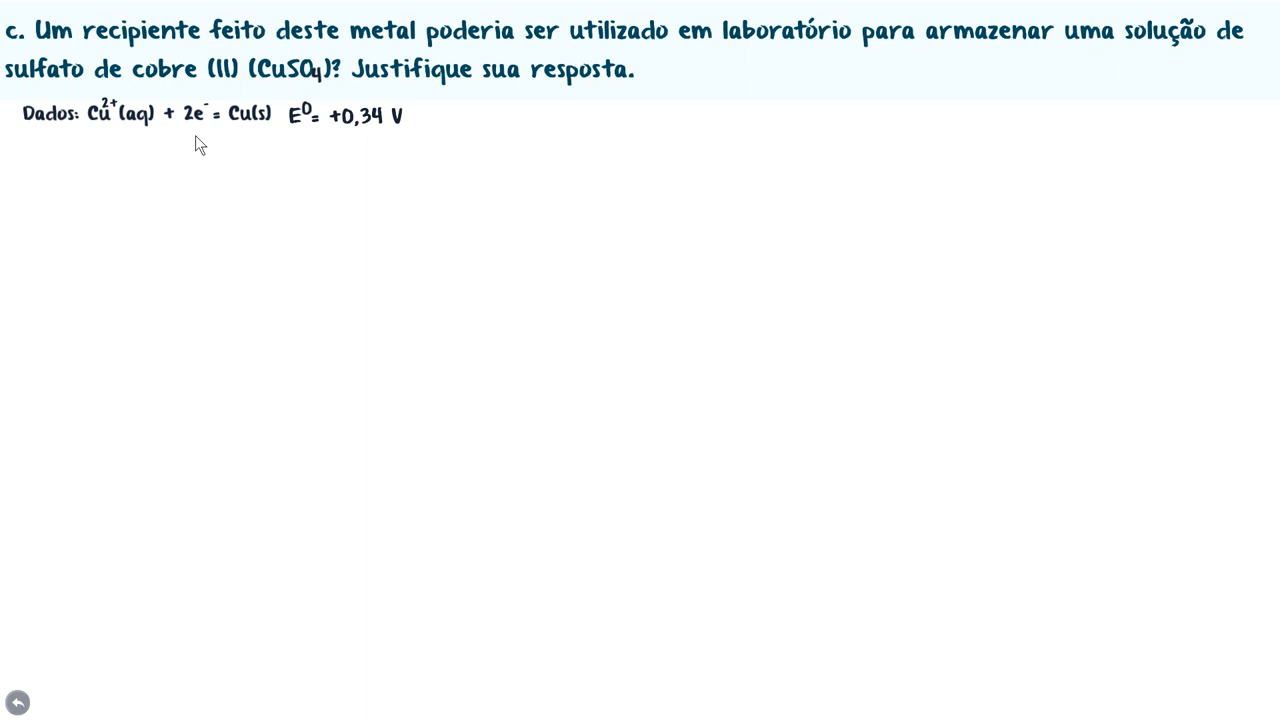 c. Um recipiente feito deste metal poderia ser utilizado em laboratório para armazenar uma solução de
sulfato de cobre (II) (CuSO₄)? Justifique sua resposta.
Dados: Cu²⁺(aq) + 2e⁻ = Cu(s) E⁰= +0,34 V